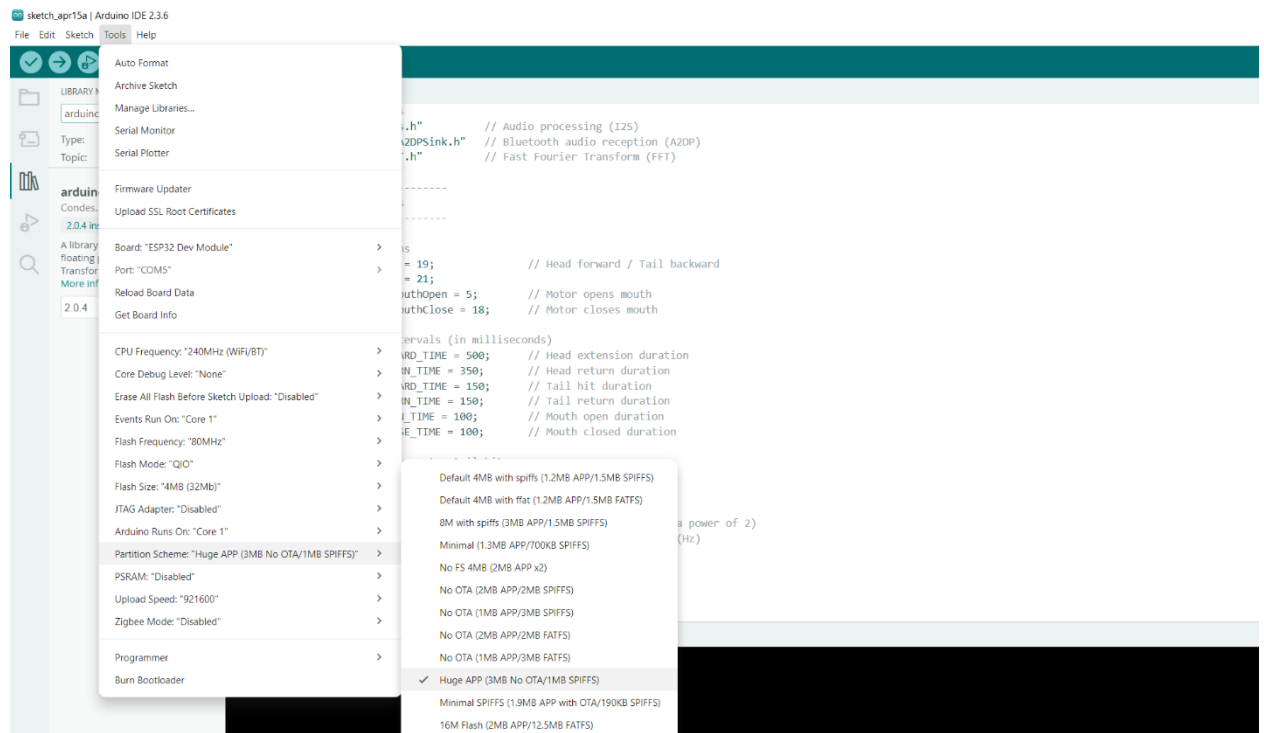 sketch_apr15a | Arduino IDE 2.3.6
File Edit Sketch Tools Help
Auto Format
Archive Sketch
Manage Libraries...
Serial Monitor
Serial Plotter
Firmware Updater
Upload SSL Root Certificates
Board: "ESP32 Dev Module"
Port: "COM5"
Reload Board Data
Get Board Info
CPU Frequency: "240MHz (WiFi/BT)"
Core Debug Level: "None"
Erase All Flash Before Sketch Upload: "Disabled"
Events Run On: "Core 1"
Flash Frequency: "80MHz"
Flash Mode: "QIO"
Flash Size: "4MB (32Mb)"
JTAG Adapter: "Disabled"
Arduino Runs On: "Core 1"
Partition Scheme: "Huge APP (3MB No OTA/1MB SPIFFS)"
PSRAM: "Disabled"
Upload Speed: "921600"
Zigbee Mode: "Disabled"
Programmer
Burn Bootloader
Default 4MB with spiffs (1.2MB APP/1.5MB SPIFFS)
Default 4MB with ffat (1.2MB APP/1.5MB FATFS)
8M with spiffs (3MB APP/1.5MB SPIFFS)
Minimal (1.3MB APP/700KB SPIFFS)
No FS 4MB (2MB APP x2)
No OTA (2MB APP/2MB SPIFFS)
No OTA (1MB APP/3MB SPIFFS)
No OTA (2MB APP/2MB FATFS)
No OTA (1MB APP/3MB FATFS)
Huge APP (3MB No OTA/1MB SPIFFS)
Minimal SPIFFS (1.9MB APP with OTA/190KB SPIFFS)
16M Flash (2MB APP/12.5MB FATFS)
LIBRARY M
arduino
Type:
Topic:
arduin
Condes.
2.0.4 ins
A library
floating p
Transfor
More inf
2.0.4
.h" // Audio processing (I2S)
A2DPSink.h" // Bluetooth audio reception (A2DP)
.h" // Fast Fourier Transform (FFT)
-------
-------
ns
= 19; // Head forward / Tail backward
= 21;
outhOpen = 5; // Motor opens mouth
outhClose = 18; // Motor closes mouth
tervals (in milliseconds)
ARD_TIME = 500; // Head extension duration
RN_TIME = 350; // Head return duration
ARD_TIME = 150; // Tail hit duration
RN_TIME = 150; // Tail return duration
N_TIME = 100; // Mouth open duration
SE_TIME = 100; // Mouth closed duration
a power of 2)
(Hz)